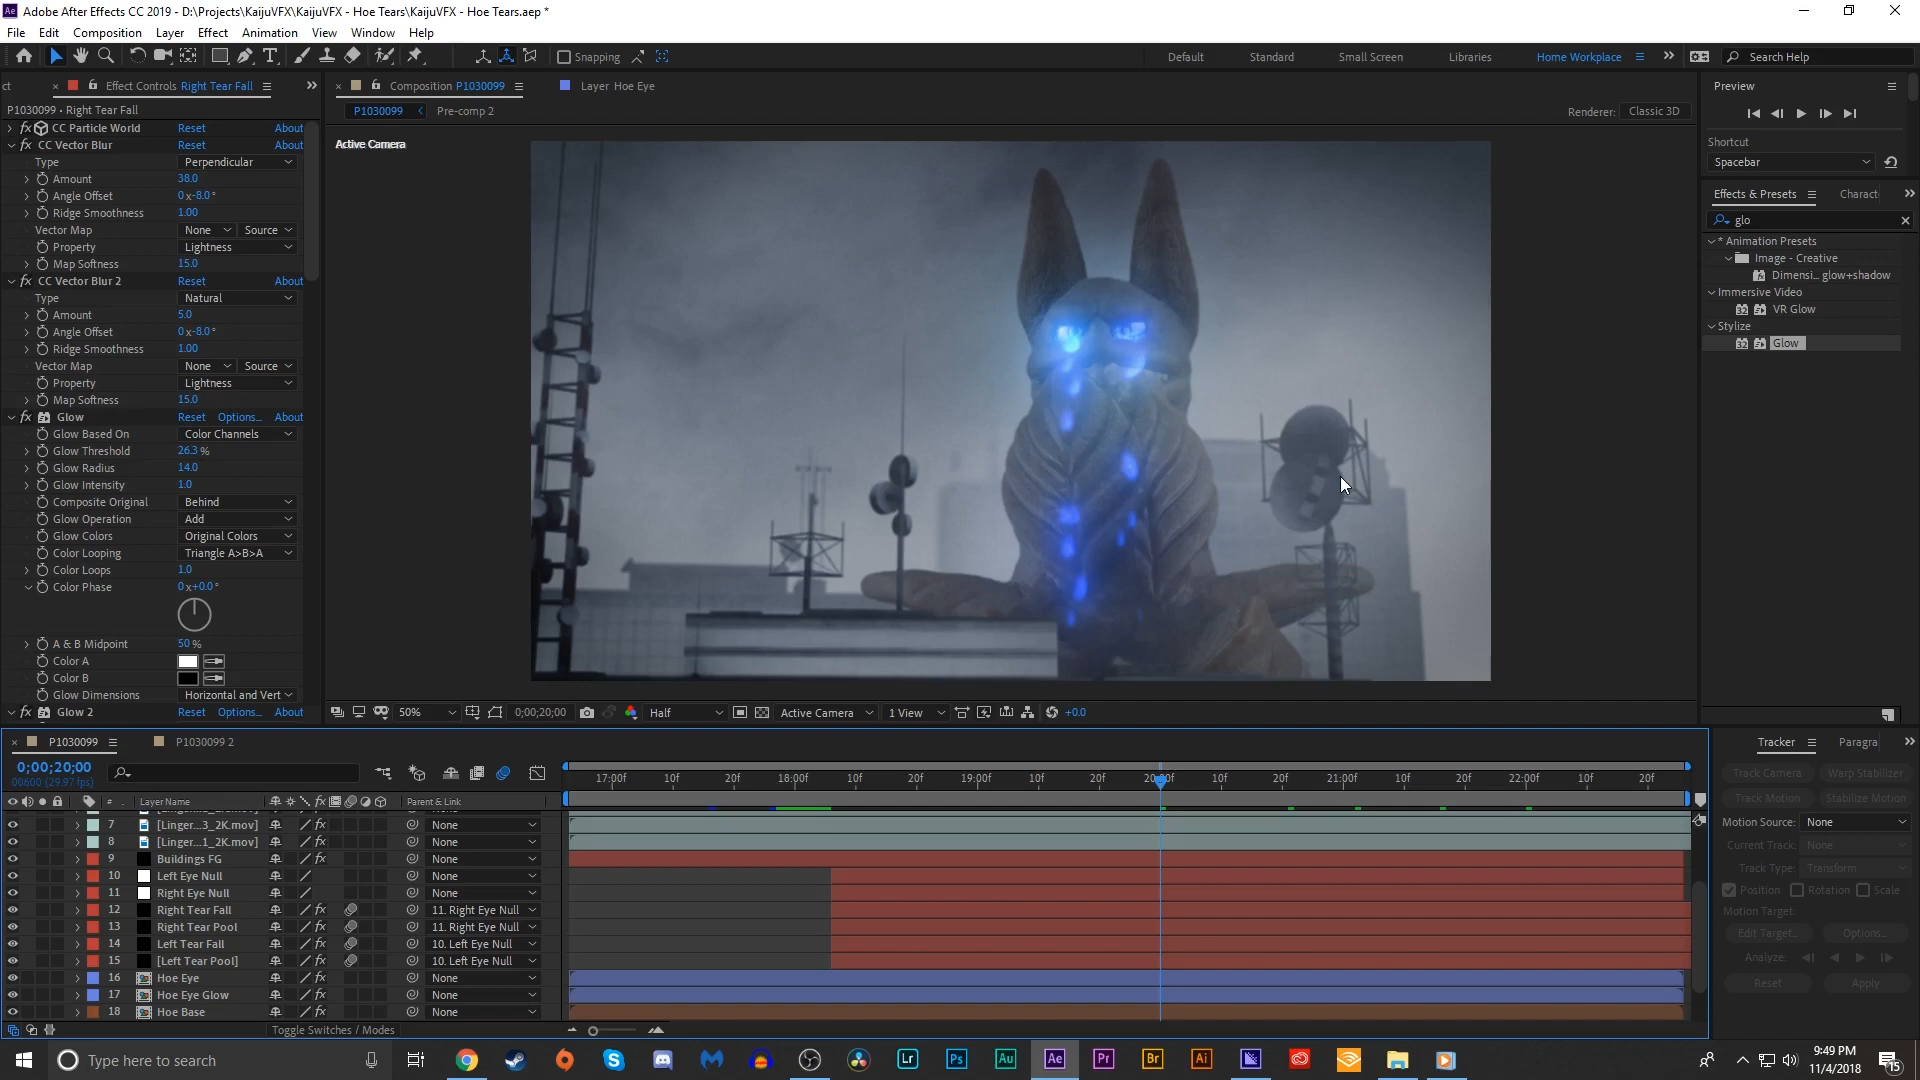 Adobe After Effects CC 2019 - D:\Projects\KaijuVFX\KaijuVFX - Hoe Tears\KaijuVFX - Hoe Tears.aep *
File Edit Composition Layer Effect Animation View Window Help
Snapping
Default Standard Small Screen Libraries Home Workplace Search Help
ct Effect Controls Right Tear Fall
Composition P1030099 Layer Hoe Eye
Preview
P1030099 • Right Tear Fall
P1030099 Pre-comp 2
Renderer: Classic 3D
CC Particle World Reset About
CC Vector Blur Reset About
Type Perpendicular
Amount 38.0
Angle Offset 0 x-8.0 °
Ridge Smoothness 1.00
Vector Map None Source
Property Lightness
Map Softness 15.0
CC Vector Blur 2 Reset About
Type Natural
Amount 5.0
Angle Offset 0 x-8.0 °
Ridge Smoothness 1.00
Vector Map None Source
Property Lightness
Map Softness 15.0
Glow Reset Options... About
Glow Based On Color Channels
Glow Threshold 26.3 %
Glow Radius 14.0
Glow Intensity 1.0
Composite Original Behind
Glow Operation Add
Glow Colors Original Colors
Color Looping Triangle A>B>A
Color Loops 1.0
Color Phase 0 x+0.0 °
A & B Midpoint 50 %
Color A
Color B
Glow Dimensions Horizontal and Vert
Glow 2 Reset Options... About
Active Camera
50% 0;00;20;00 Half Active Camera 1 View +0.0
Shortcut
Spacebar
Effects & Presets Charact
glo
* Animation Presets
Image - Creative
Dimensi... glow+shadow
Immersive Video
32 VR Glow
Stylize
32 Glow
P1030099 P1030099 2
0;00;20;00
00600 (29.97 fps)
17:00f 10f 20f 18:00f 10f 20f 19:00f 10f 20f 20:00f 10f 20f 21:00f 10f 20f 22:00f 10f 20f
# Layer Name Parent & Link
7 [Linger...3_2K.mov] None
8 [Linger...1_2K.mov] None
9 Buildings FG None
10 Left Eye Null None
11 Right Eye Null None
12 Right Tear Fall 11. Right Eye Null
13 Right Tear Pool 11. Right Eye Null
14 Left Tear Fall 10. Left Eye Null
15 [Left Tear Pool] 10. Left Eye Null
16 Hoe Eye None
17 Hoe Eye Glow None
18 Hoe Base None
Toggle Switches / Modes
Tracker Paragra
Track Camera Warp Stabilizer
Track Motion Stabilize Motion
Motion Source: None
Current Track: None
Track Type: Transform
Position Rotation Scale
Motion Target:
Edit Target... Options...
Analyze:
Reset Apply
Type here to search
Lr Ps Au Ae Pr Br Ai
9:49 PM
11/4/2018
15